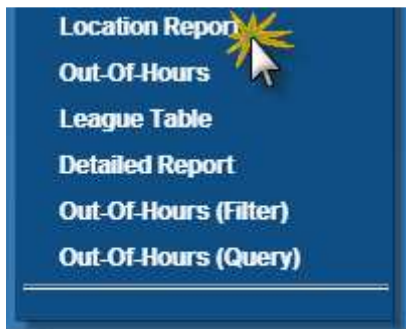 Location Report
Out-Of-Hours
League Table
Detailed Report
Out-Of-Hours (Filter)
Out-Of-Hours (Query)